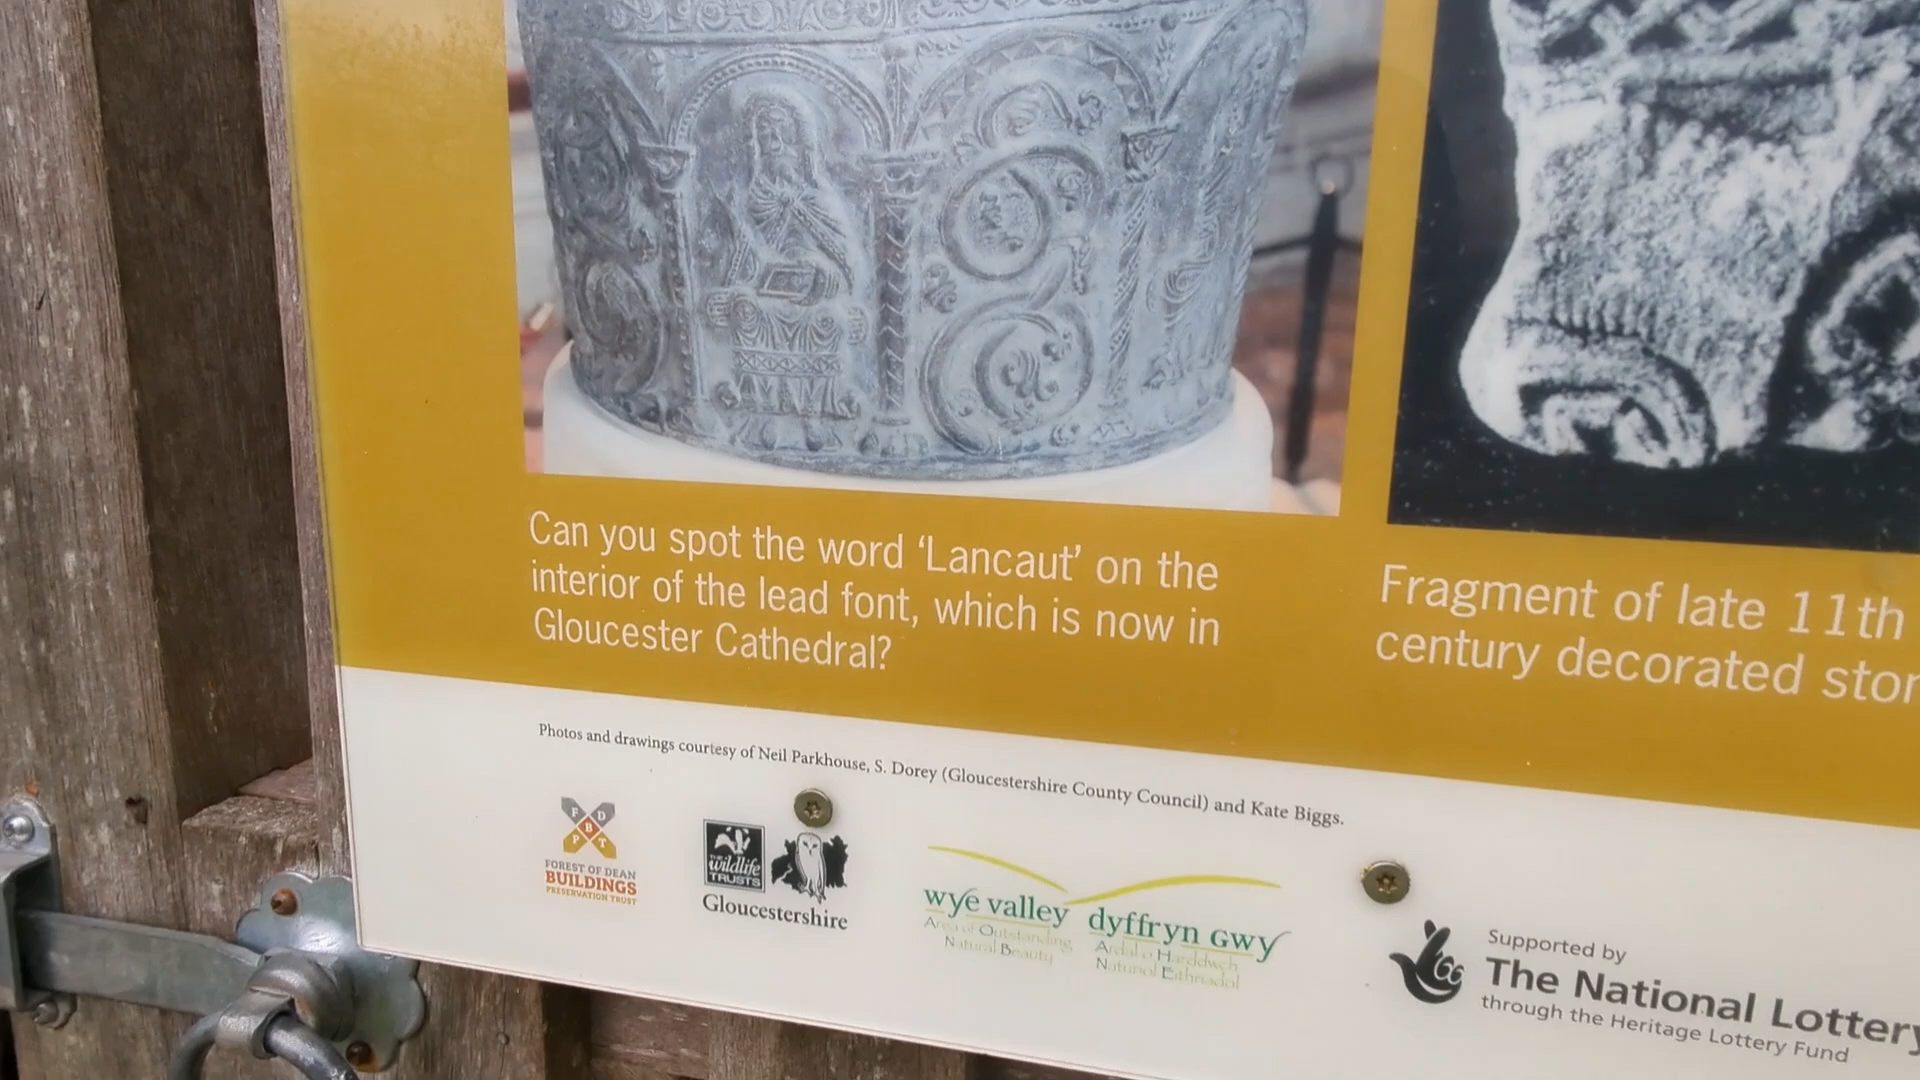 Can you spot the word ‘Lancaut’ on the
interior of the lead font, which is now in
Gloucester Cathedral?
Fragment of late 11th
century decorated stor
Photos and drawings courtesy of Neil Parkhouse, S. Dorey (Gloucestershire County Council) and Kate Biggs.
F D
B
P T
FOREST OF DEAN
BUILDINGS
PRESERVATION TRUST
THE
wildlife
TRUSTS
Gloucestershire
wye valley
Area of Outstanding
Natural Beauty
dyffryn GWY
Ardal o Harddwch
Naturiol Eithriadol
Supported by
The National Lottery
through the Heritage Lottery Fund